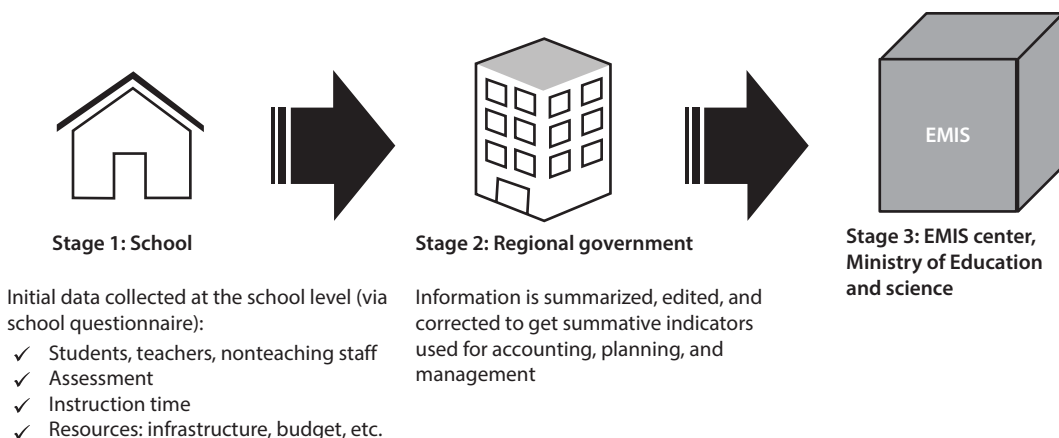 EMIS
Stage 1: School
Initial data collected at the school level (via
school questionnaire):
✓ Students, teachers, nonteaching staff
✓ Assessment
✓ Instruction time
✓ Resources: infrastructure, budget, etc.
Stage 2: Regional government
Information is summarized, edited, and
corrected to get summative indicators
used for accounting, planning, and
management
Stage 3: EMIS center,
Ministry of Education
and science